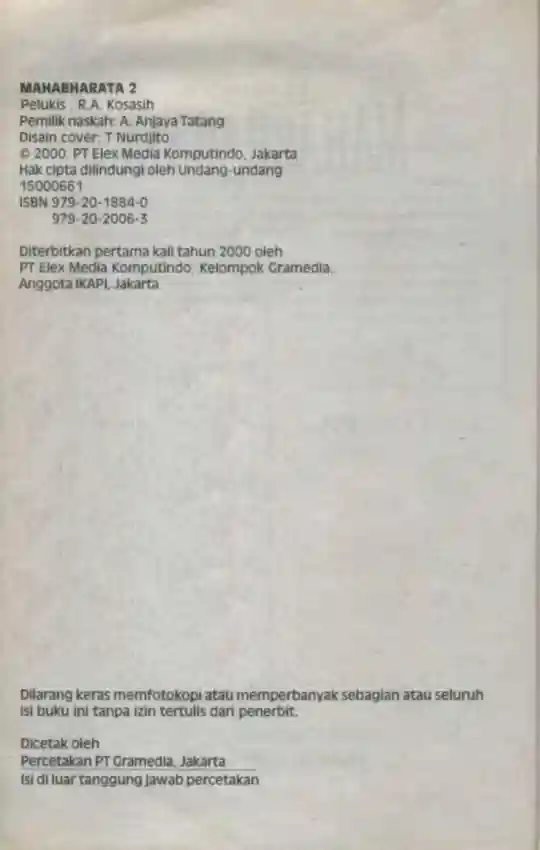 MAHABHARATA 2
Pelukis : R.A. Kosasih
Pemilik naskah: A. Anjaya Tatang
Disain cover: T Nurdjito
© 2000. PT Elex Media Komputindo, Jakarta
Hak cipta dilindungi oleh undang-undang
15000661
ISBN 979-20-1884-0
979-20-2006-3
Diterbitkan pertama kali tahun 2000 oleh
PT Elex Media Komputindo, Kelompok Gramedia,
Anggota IKAPI, Jakarta
Dilarang keras memfotokopi atau memperbanyak sebagian atau seluruh
isi buku ini tanpa izin tertulis dari penerbit.
Dicetak oleh
Percetakan PT Gramedia, Jakarta
Isi di luar tanggung jawab percetakan